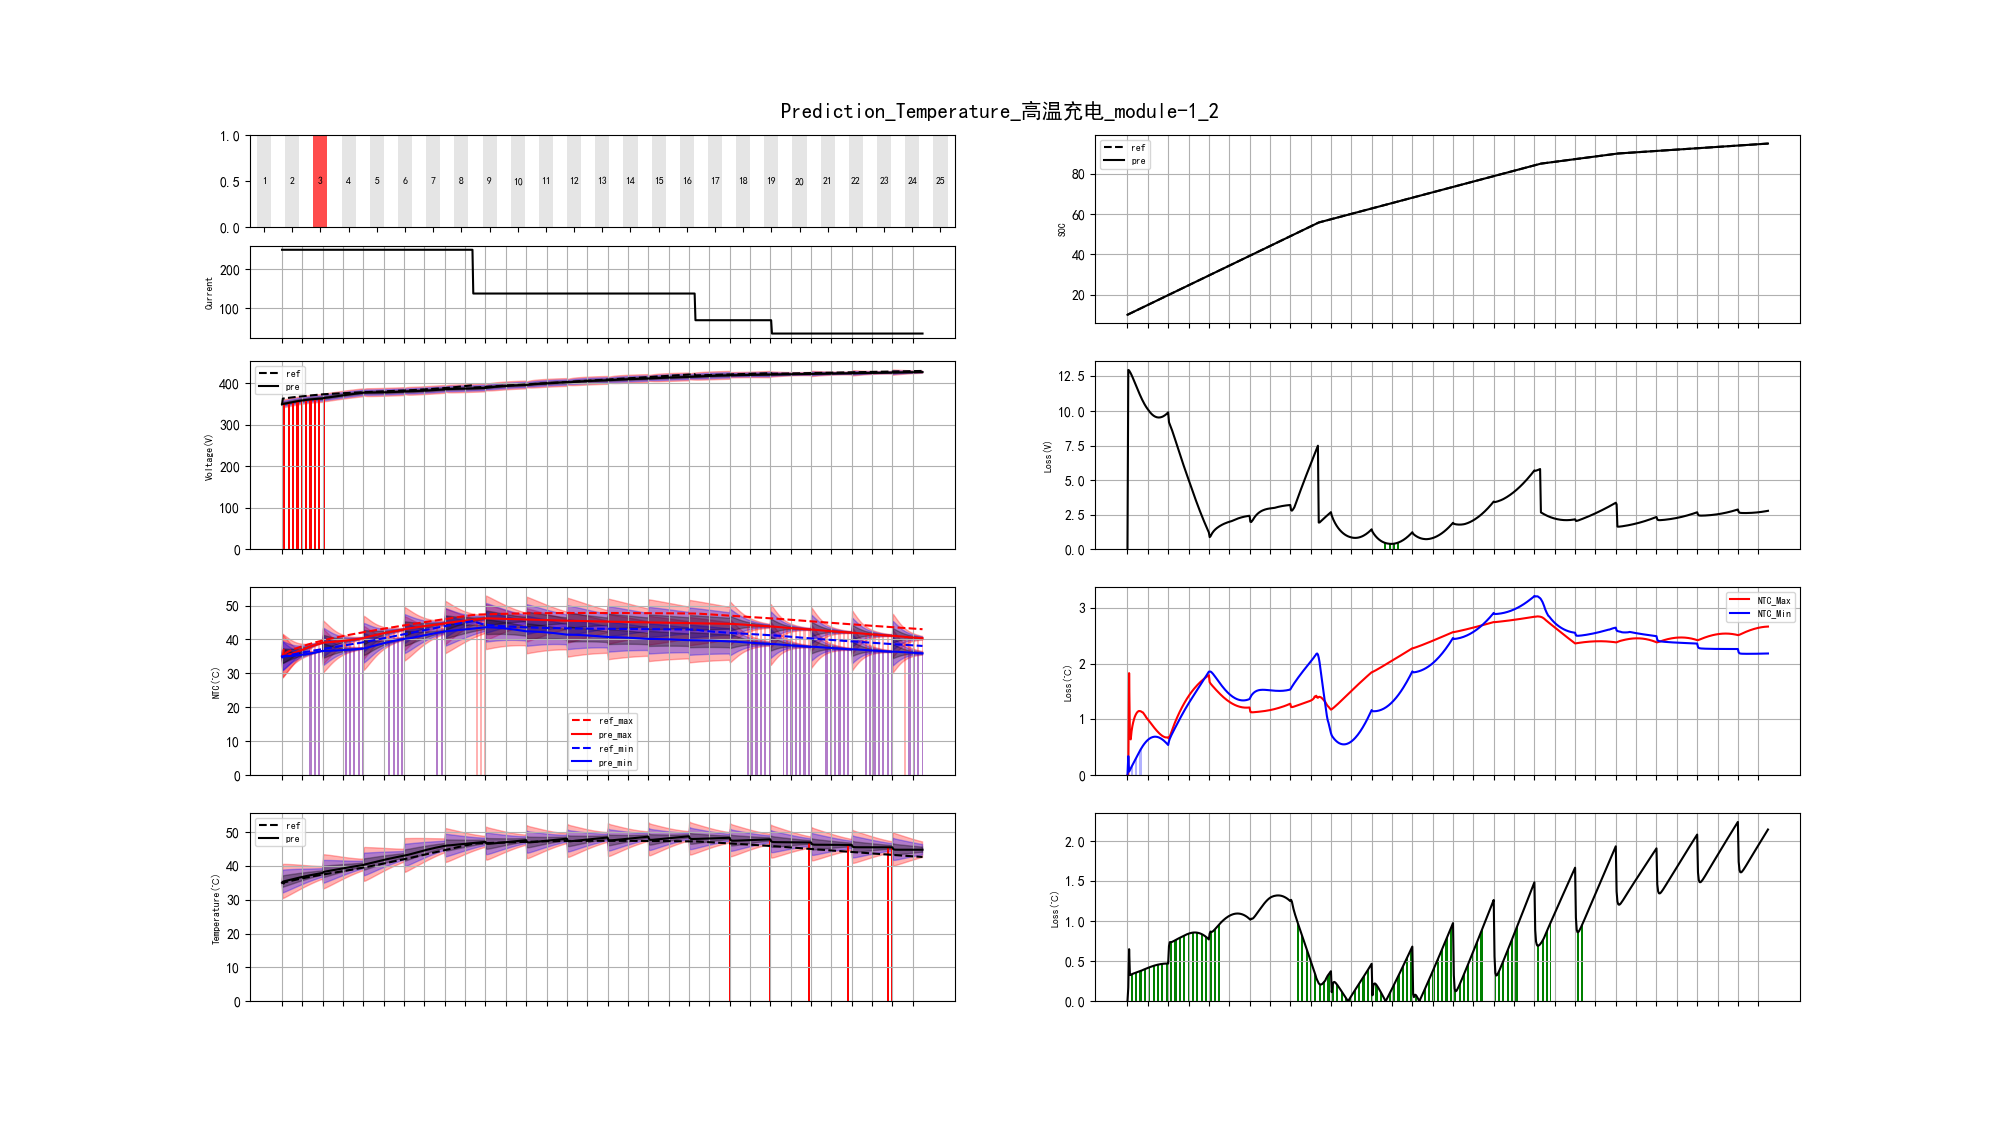 Prediction_Temperature_高温充电_module-1_2
1.0
0.5
0.0
1 2 3 4 5 6 7 8 9 10 11 12 13 14 15 16 17 18 19 20 21 22 23 24 25
200
100
Current
ref
pre
400
300
200
100
0
Voltage(V)
50
40
30
20
10
0
NTC(℃)
ref_max
pre_max
ref_min
pre_min
ref
pre
50
40
30
20
10
0
Temperature(℃)
ref
pre
80
60
40
20
SOC
12.5
10.0
7.5
5.0
2.5
0.0
Loss(V)
NTC_Max
NTC_Min
3
2
1
0
Loss(℃)
2.0
1.5
1.0
0.5
0.0
Loss(℃)